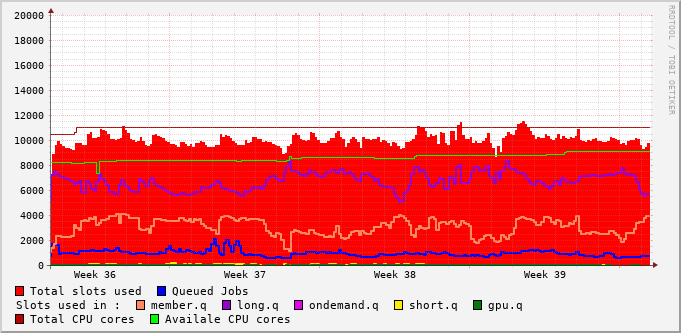 20000
18000
16000
14000
12000
10000
8000
6000
4000
2000
0
Week 36 Week 37 Week 38 Week 39
Total slots used Queued Jobs
Slots used in : member.q long.q ondemand.q short.q gpu.q
Total CPU cores Availale CPU cores
RRDTOOL / TOBI OETIKER